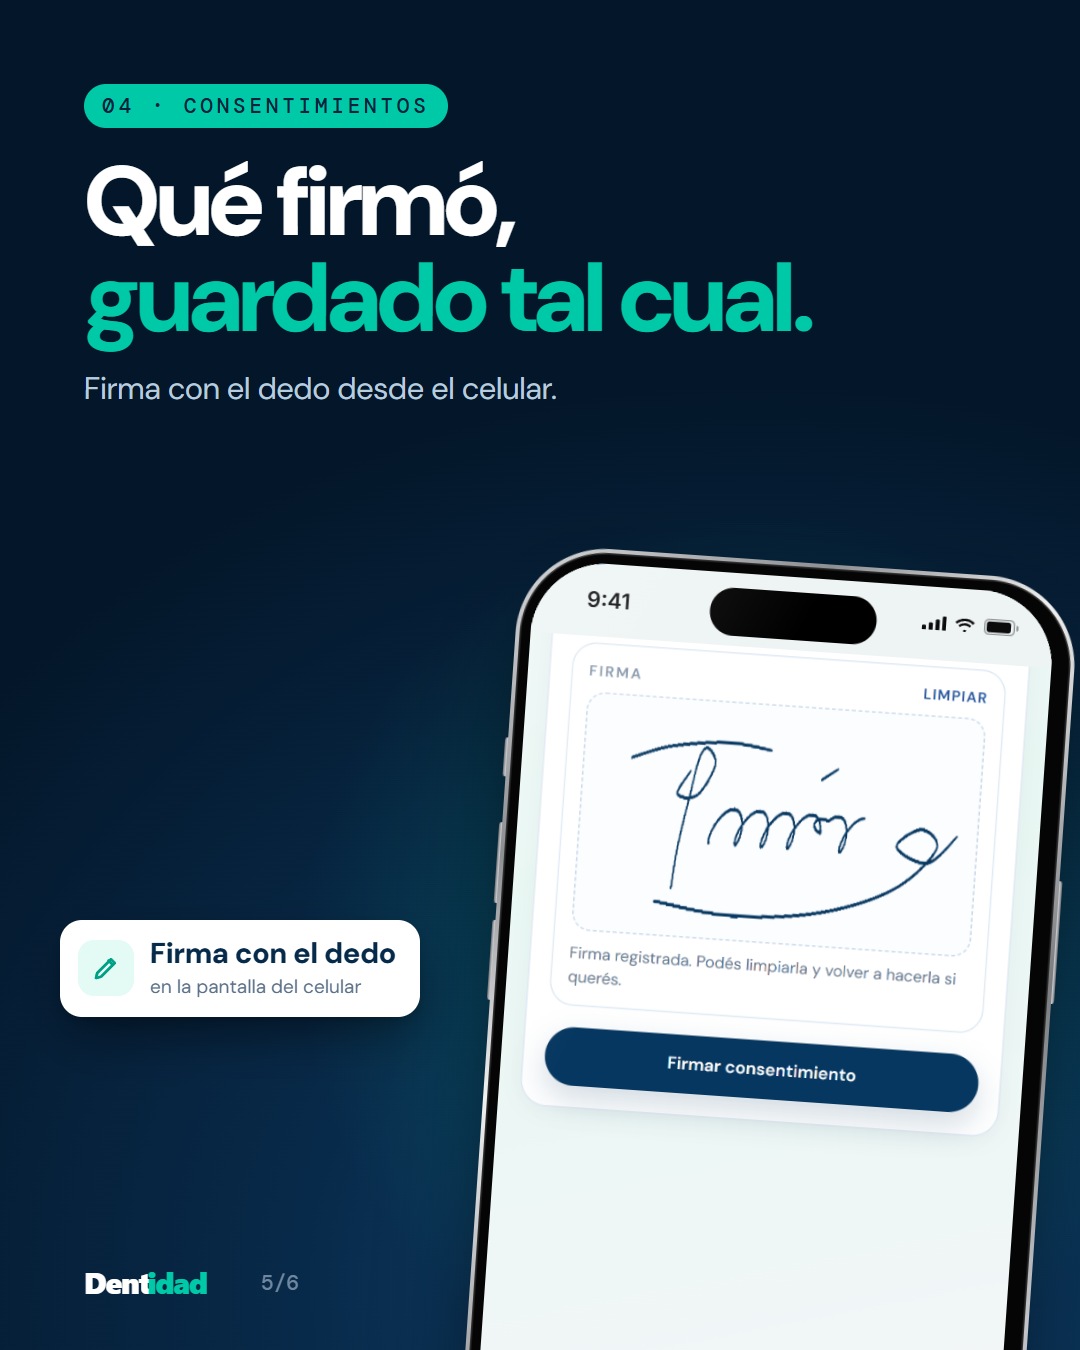 04 · CONSENTIMIENTOS
Qué firmó,
guardado tal cual.
Firma con el dedo desde el celular.
9:41
FIRMA
LIMPIAR
Firma registrada. Podés limpiarla y volver a hacerla si
querés.
Firmar consentimiento
Firma con el dedo
en la pantalla del celular
Dentidad
5/6